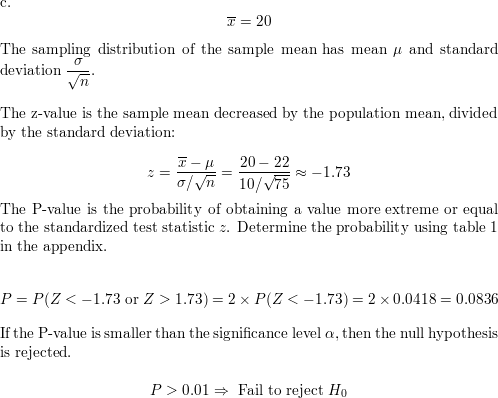 c.
x̅ = 20
The sampling distribution of the sample mean has mean μ and standard
deviation σ/√n.
The z-value is the sample mean decreased by the population mean, divided
by the standard deviation:
z = (x̅ − μ)/(σ/√n) = (20 − 22)/(10/√75) ≈ −1.73
The P-value is the probability of obtaining a value more extreme or equal
to the standardized test statistic z. Determine the probability using table 1
in the appendix.
P = P(Z < −1.73 or Z > 1.73) = 2 × P(Z < −1.73) = 2 × 0.0418 = 0.0836
If the P-value is smaller than the significance level α, then the null hypothesis
is rejected.
P > 0.01 ⇒ Fail to reject H₀